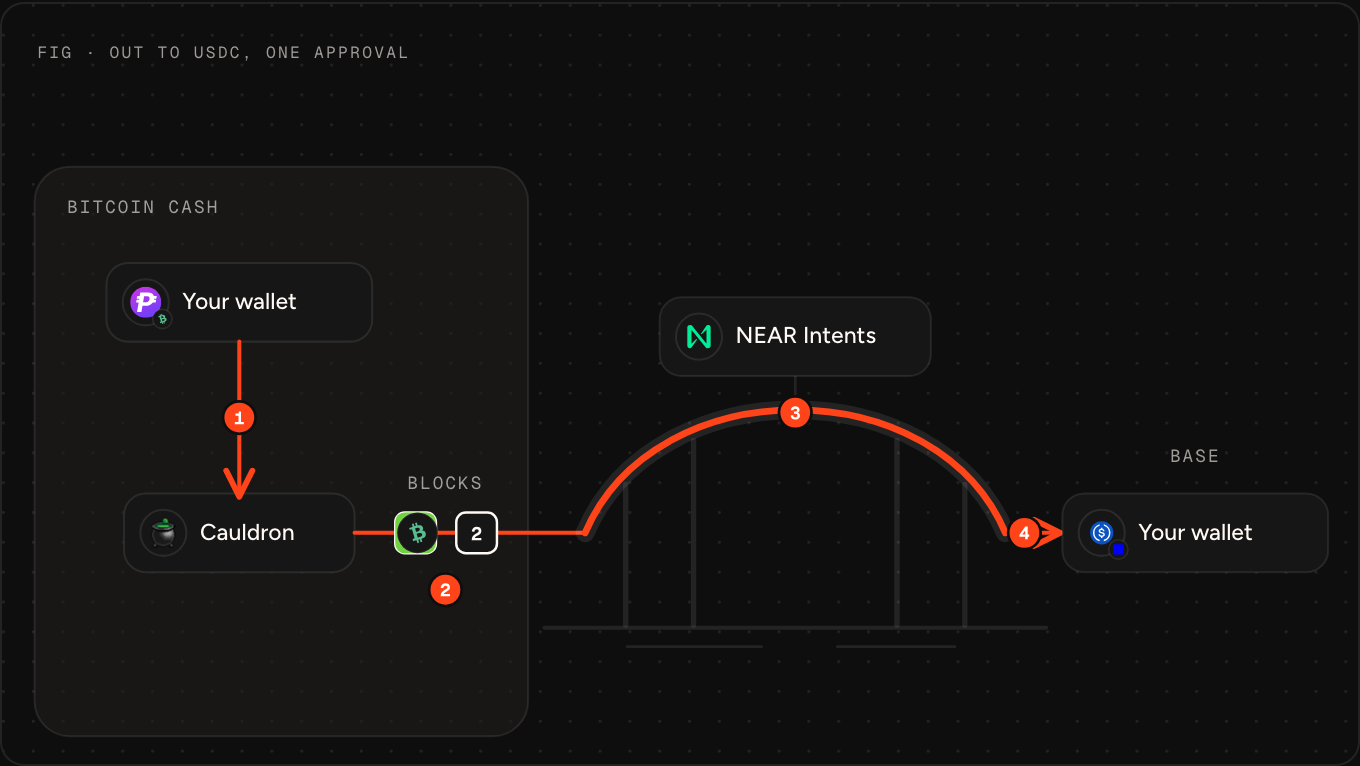 FIG · OUT TO USDC, ONE APPROVAL
BITCOIN CASH
Your wallet
1
BLOCKS
Cauldron
2
2
NEAR Intents
3
BASE
4
Your wallet